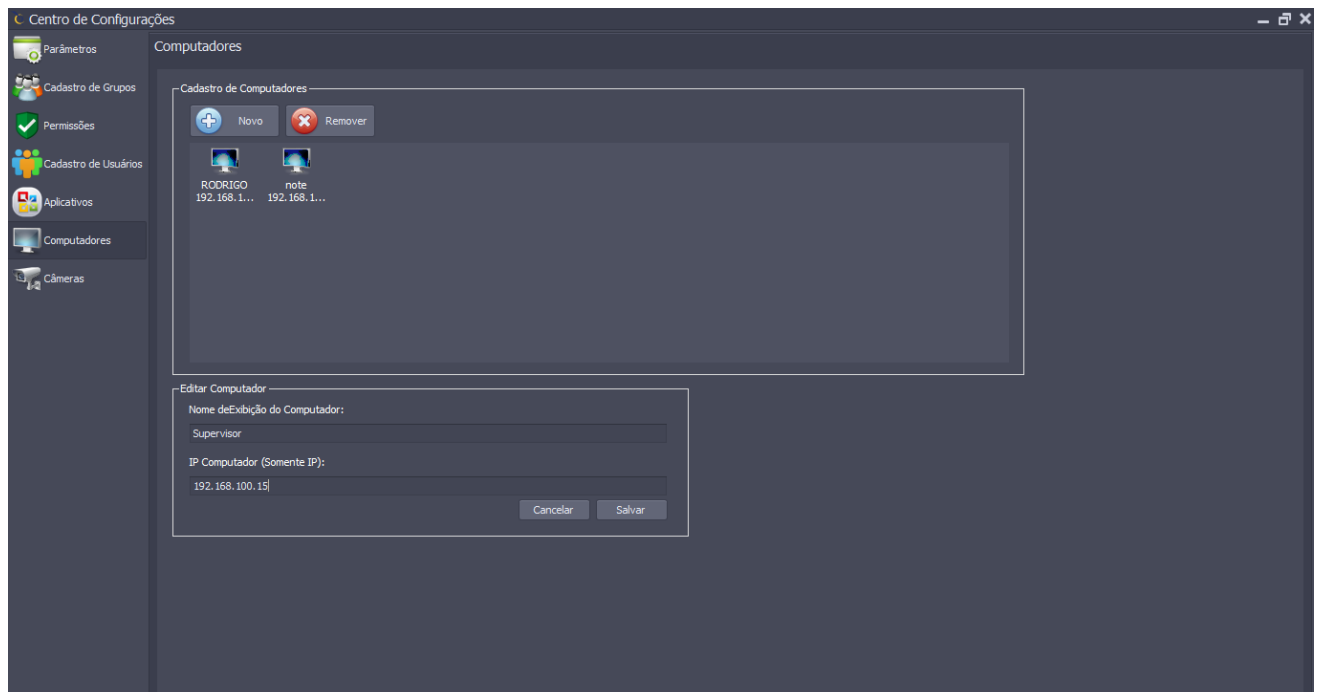 Centro de Configurações
Parâmetros
Cadastro de Grupos
Permissões
Cadastro de Usuários
Aplicativos
Computadores
Câmeras
Computadores
Cadastro de Computadores
Novo
Remover
RODRIGO
192.168.1...
note
192.168.1...
Editar Computador
Nome deExibição do Computador:
Supervisor
IP Computador (Somente IP):
192.168.100.15
Cancelar
Salvar